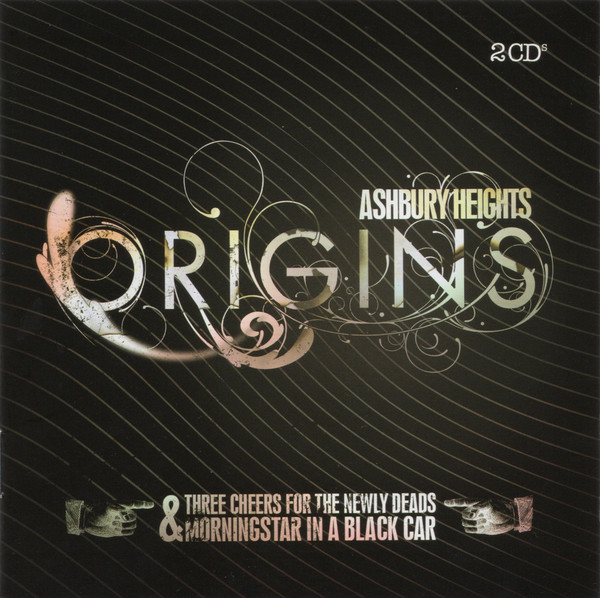 2CDs
ASHBURY HEIGHTS
ORIGINS
THREE CHEERS FOR THE NEWLY DEADS
& MORNINGSTAR IN A BLACK CAR